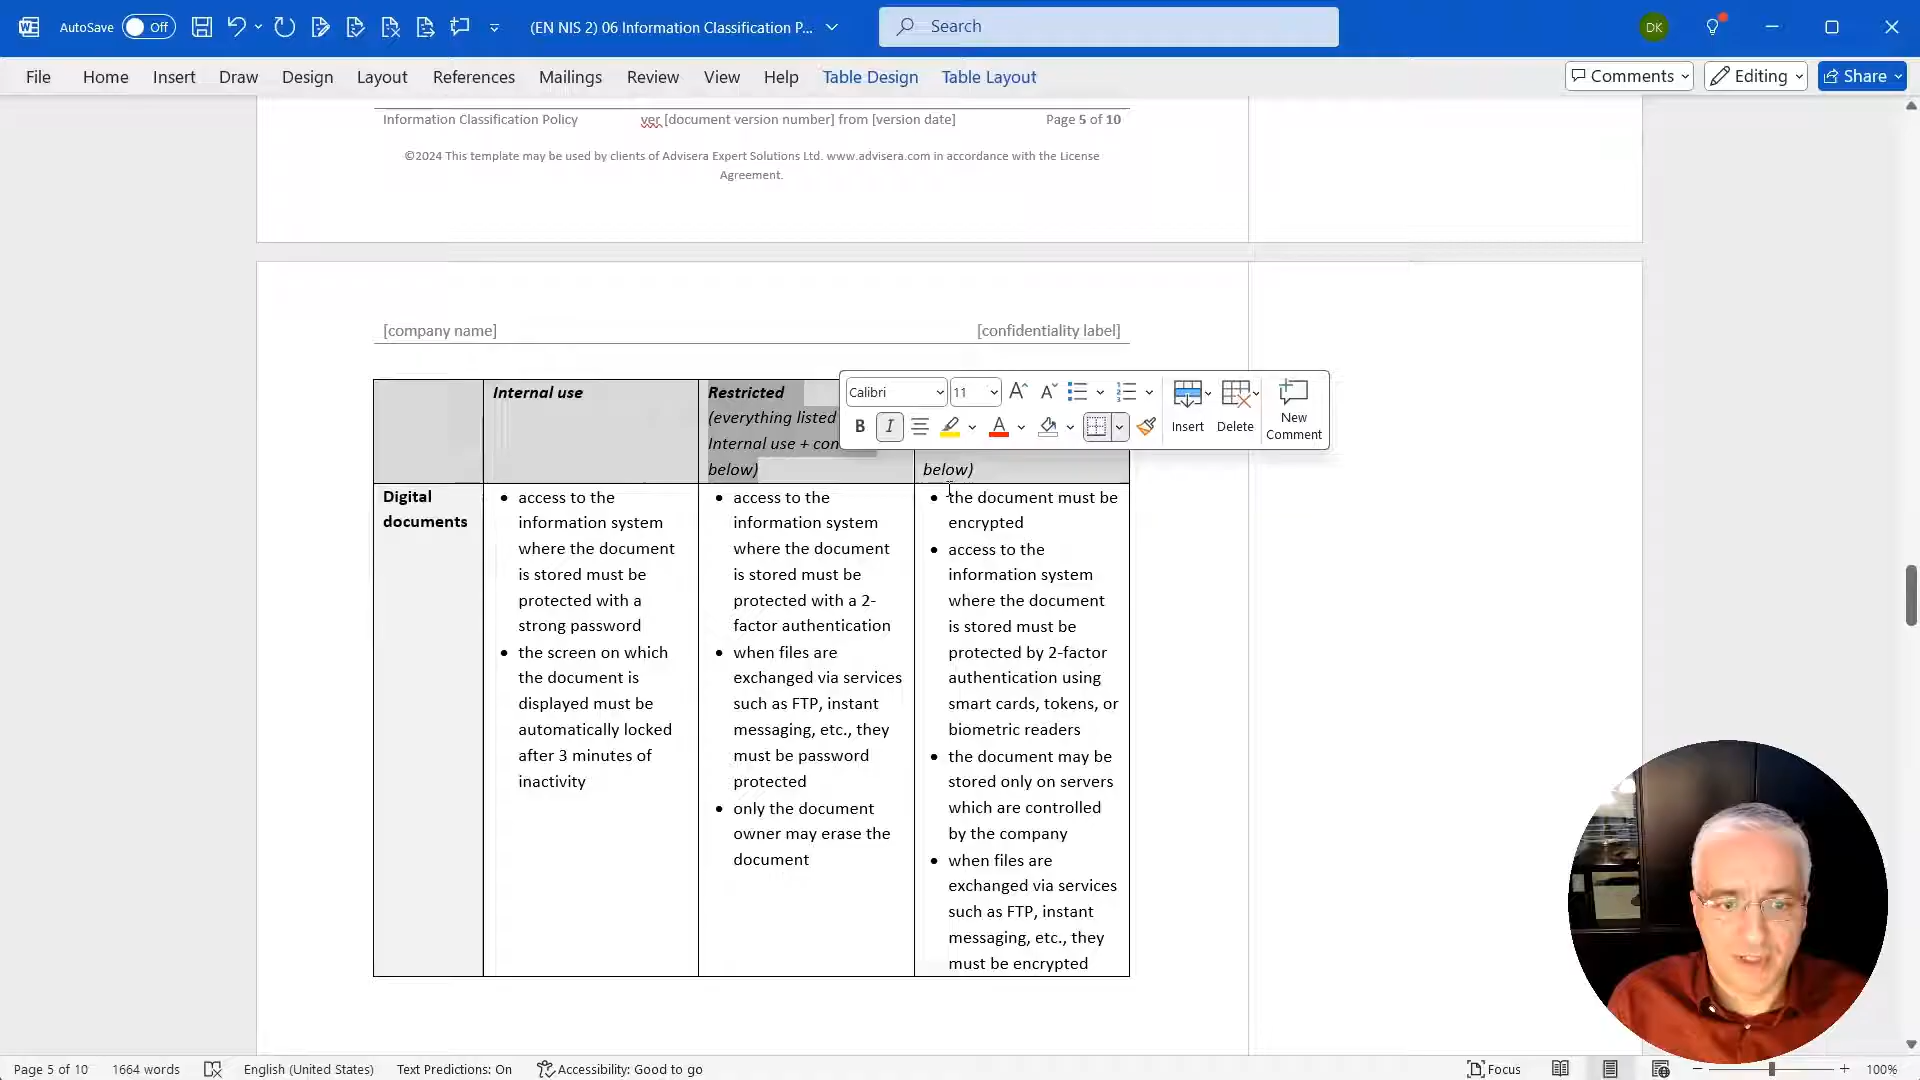 AutoSave Off (EN NIS 2) 06 Information Classification P... Search DK
File Home Insert Draw Design Layout References Mailings Review View Help Table Design Table Layout Comments Editing Share
Information Classification Policy ver [document version number] from [version date] Page 5 of 10
©2024 This template may be used by clients of Advisera Expert Solutions Ltd. www.advisera.com in accordance with the License
Agreement.
[company name] [confidentiality label]
Internal use
Restricted
(everything listed
Internal use + con
below)
below)
Calibri 11
B I A
Insert Delete New
Comment
Digital
documents
• access to the
information system
where the document
is stored must be
protected with a
strong password
• the screen on which
the document is
displayed must be
automatically locked
after 3 minutes of
inactivity
• access to the
information system
where the document
is stored must be
protected with a 2-
factor authentication
• when files are
exchanged via services
such as FTP, instant
messaging, etc., they
must be password
protected
• only the document
owner may erase the
document
• the document must be
encrypted
• access to the
information system
where the document
is stored must be
protected by 2-factor
authentication using
smart cards, tokens, or
biometric readers
• the document may be
stored only on servers
which are controlled
by the company
• when files are
exchanged via services
such as FTP, instant
messaging, etc., they
must be encrypted
Page 5 of 10 1664 words English (United States) Text Predictions: On Accessibility: Good to go Focus 100%